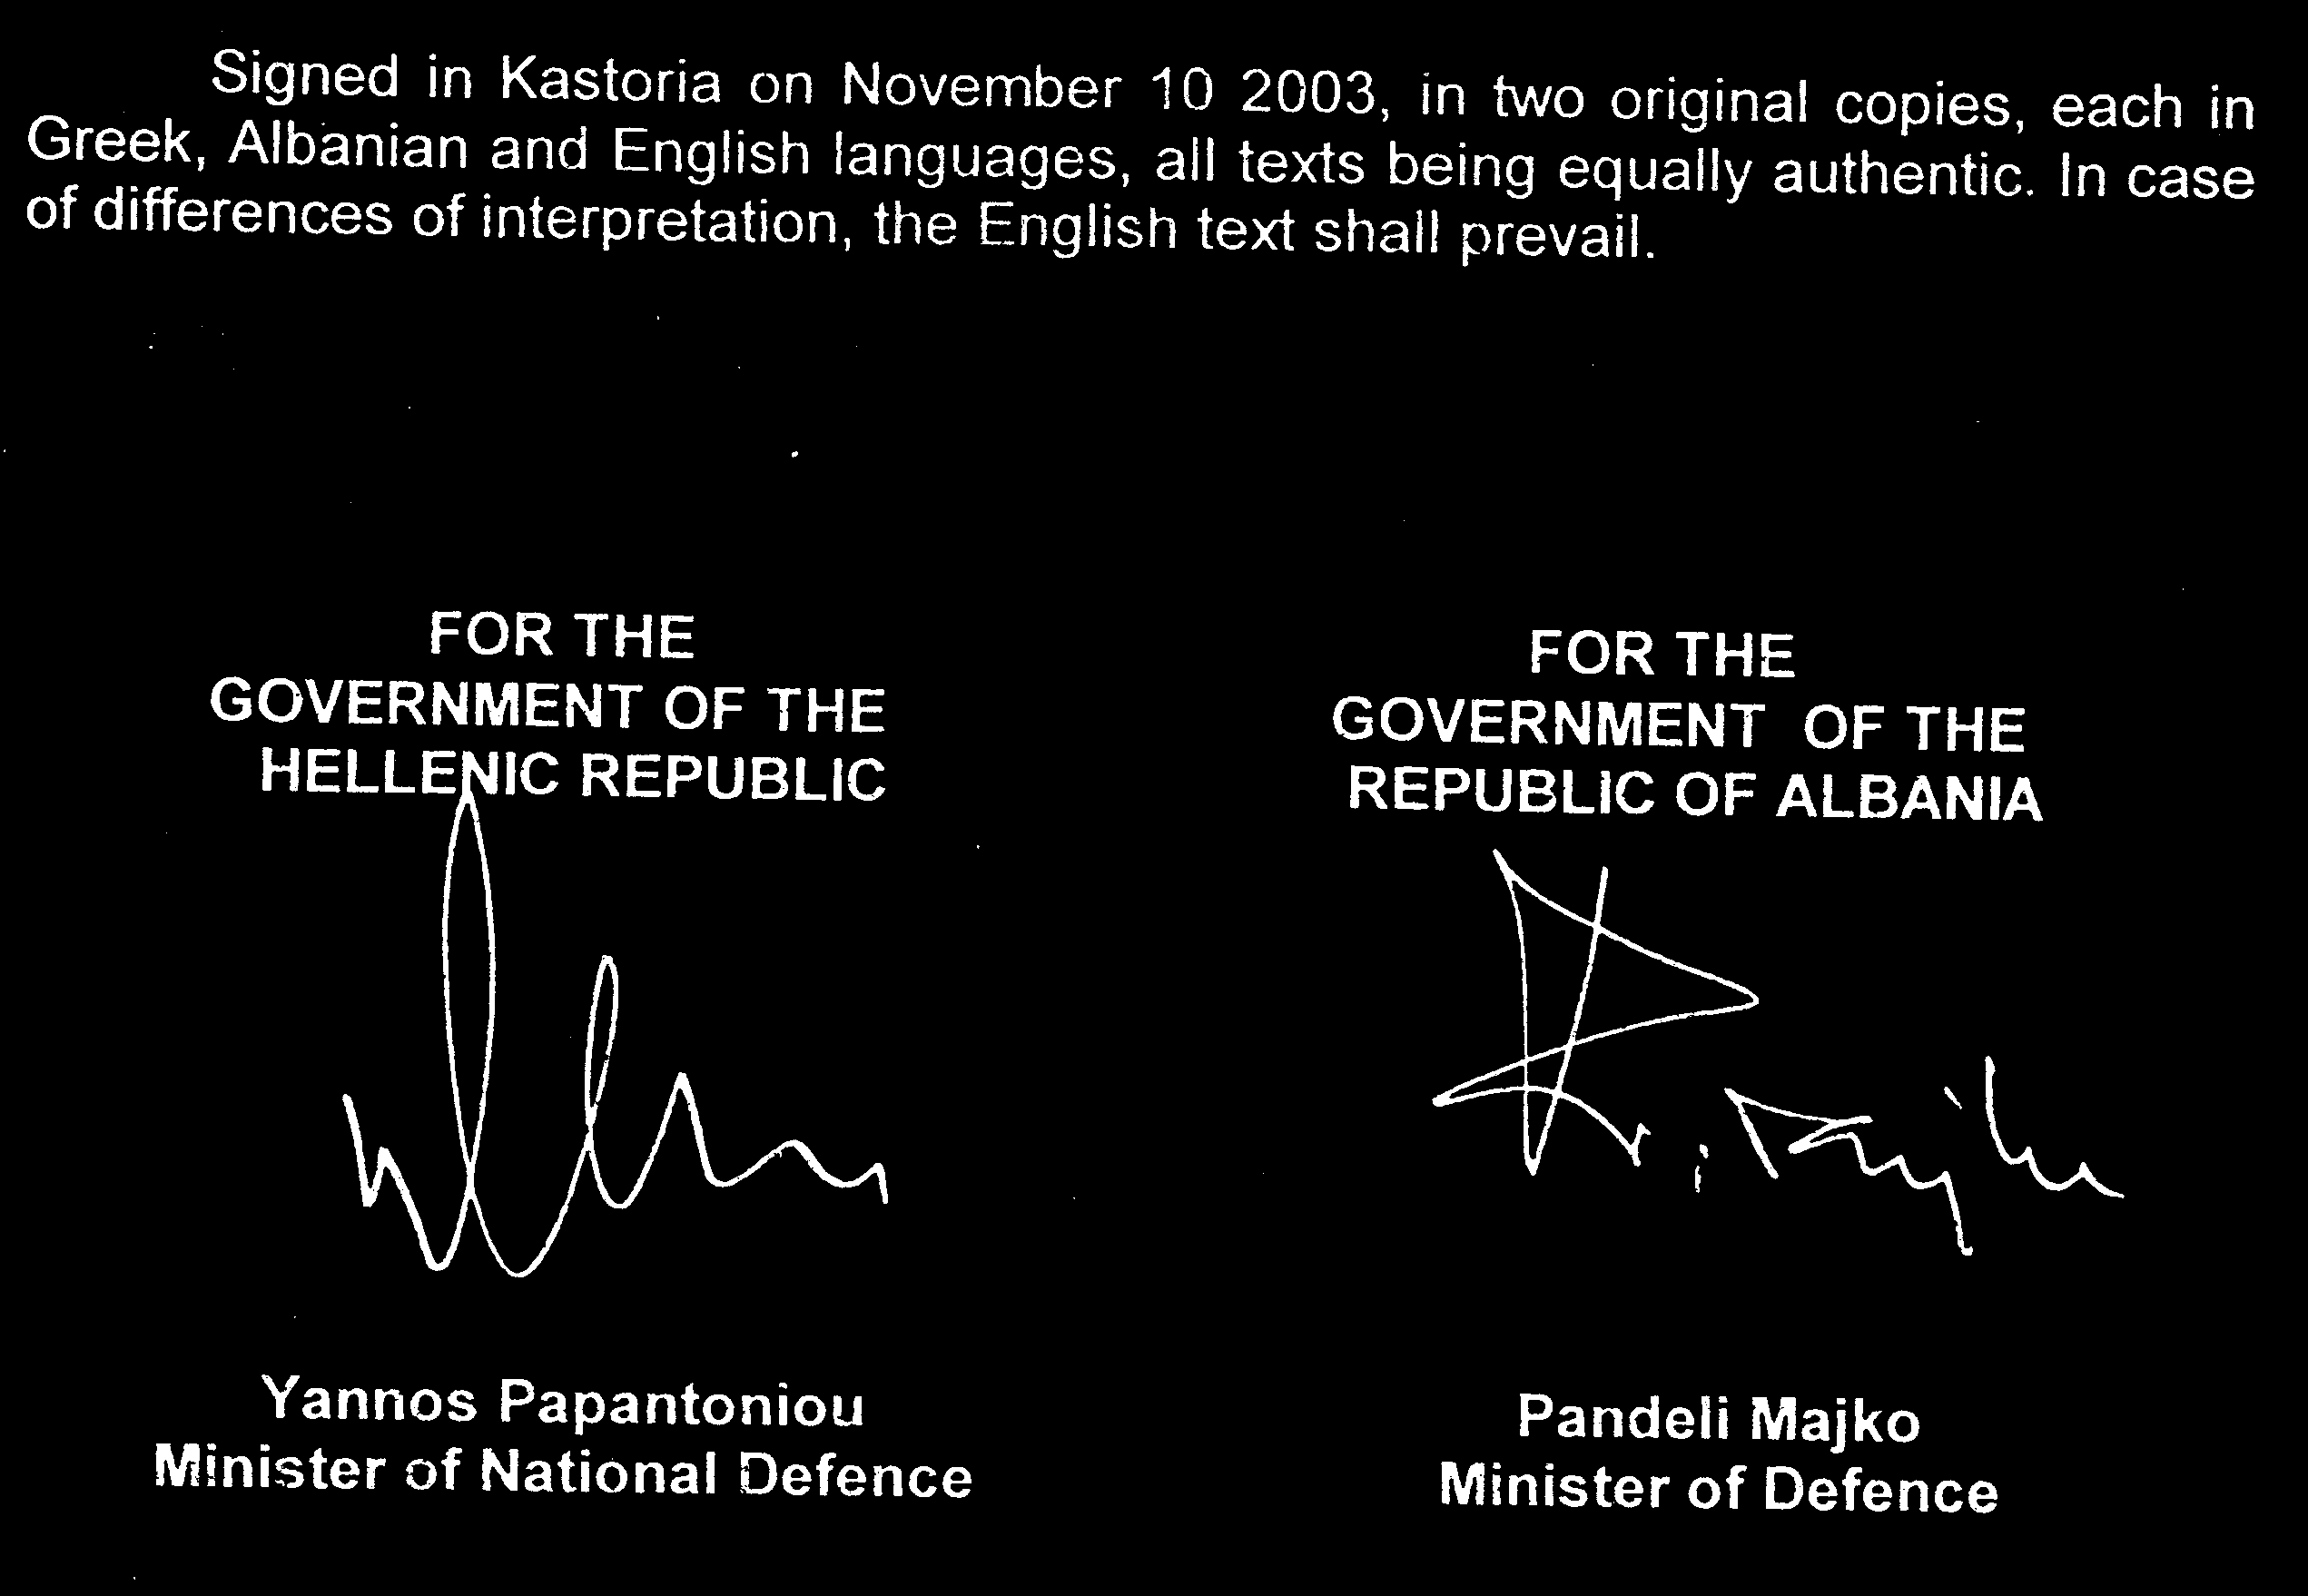 Signed in Kastoria on November 10 2003, in two original copies, each in
Greek, Albanian and English languages, all texts being equally authentic. In case
of differences of interpretation, the English text shall prevail.
FOR THE
GOVERNMENT OF THE
HELLENIC REPUBLIC
Yannos Papantoniou
Minister of National Defence
FOR THE
GOVERNMENT OF THE
REPUBLIC OF ALBANIA
Pandeli Majko
Minister of Defence